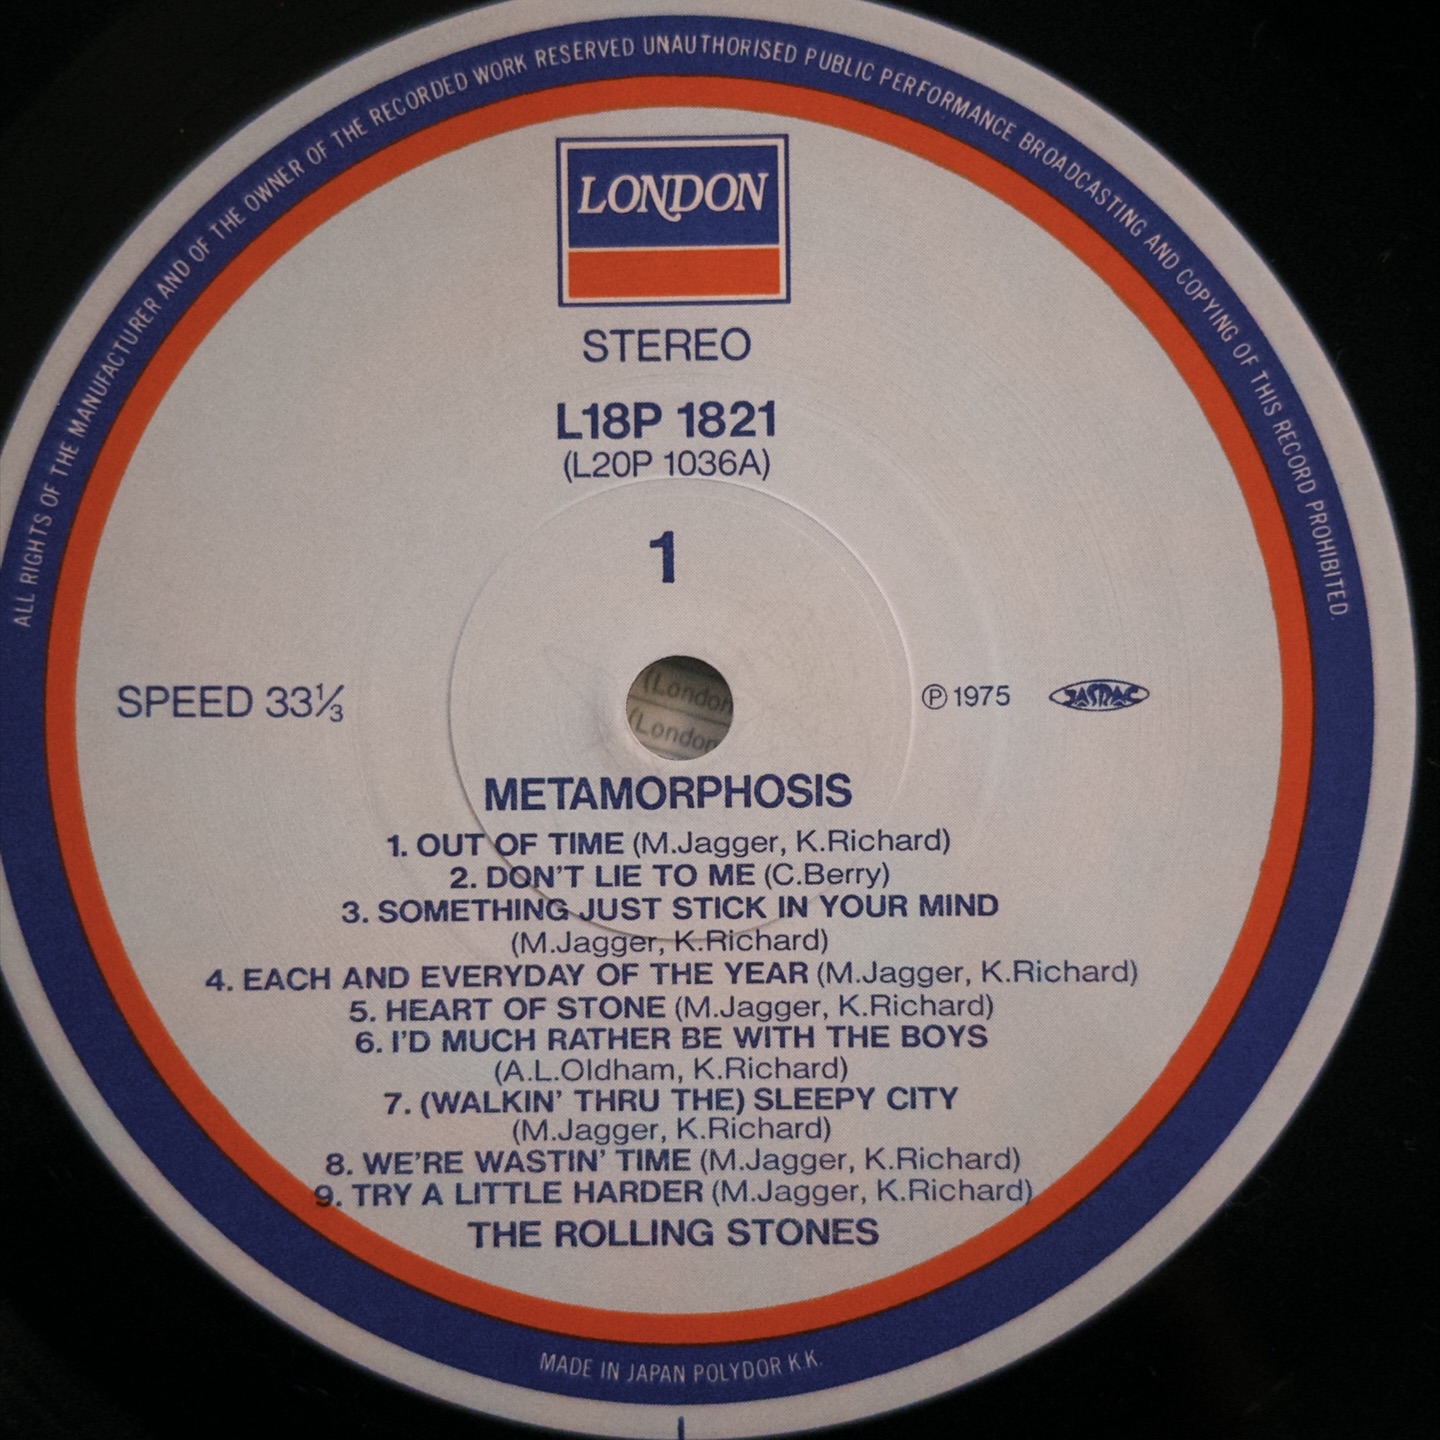 ALL RIGHTS OF THE MANUFACTURER AND OF THE OWNER OF THE RECORDED WORK RESERVED UNAUTHORISED PUBLIC PERFORMANCE BROADCASTING AND COPYING OF THIS RECORD PROHIBITED.
LONDON
STEREO
L18P 1821
(L20P 1036A)
1
(London
(London
SPEED 33⅓
Ⓟ 1975 JASRAC
METAMORPHOSIS
1. OUT OF TIME (M.Jagger, K.Richard)
2. DON'T LIE TO ME (C.Berry)
3. SOMETHING JUST STICK IN YOUR MIND
(M.Jagger, K.Richard)
4. EACH AND EVERYDAY OF THE YEAR (M.Jagger, K.Richard)
5. HEART OF STONE (M.Jagger, K.Richard)
6. I'D MUCH RATHER BE WITH THE BOYS
(A.L.Oldham, K.Richard)
7. (WALKIN' THRU THE) SLEEPY CITY
(M.Jagger, K.Richard)
8. WE'RE WASTIN' TIME (M.Jagger, K.Richard)
9. TRY A LITTLE HARDER (M.Jagger, K.Richard)
THE ROLLING STONES
MADE IN JAPAN POLYDOR K.K.